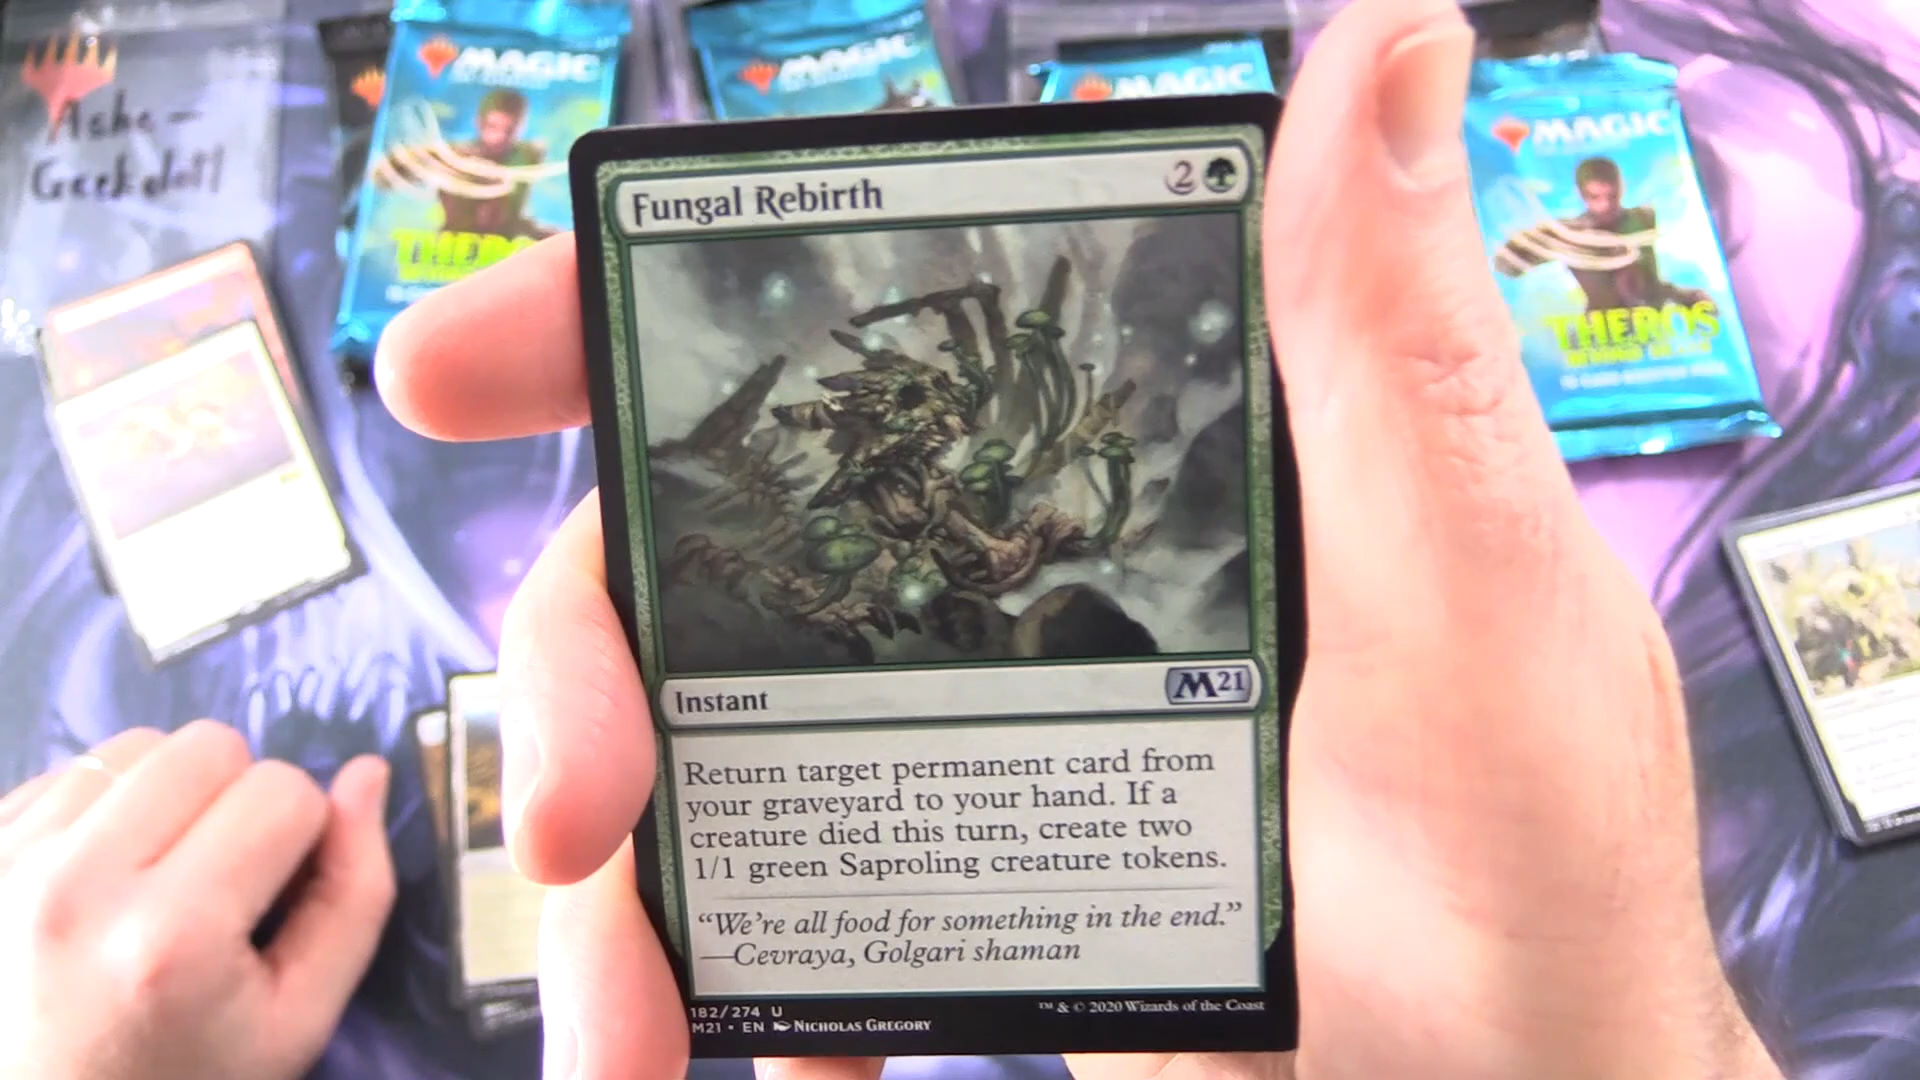 MAGIC
MAGIC
MAGIC
MAGIC
THEROS
Fungal Rebirth
2
Instant
M21
Return target permanent card from
your graveyard to your hand. If a
creature died this turn, create two
1/1 green Saproling creature tokens.
“We’re all food for something in the end.”
—Cevraya, Golgari shaman
182/274 U
M21 • EN NICHOLAS GREGORY
™ & © 2020 Wizards of the Coast